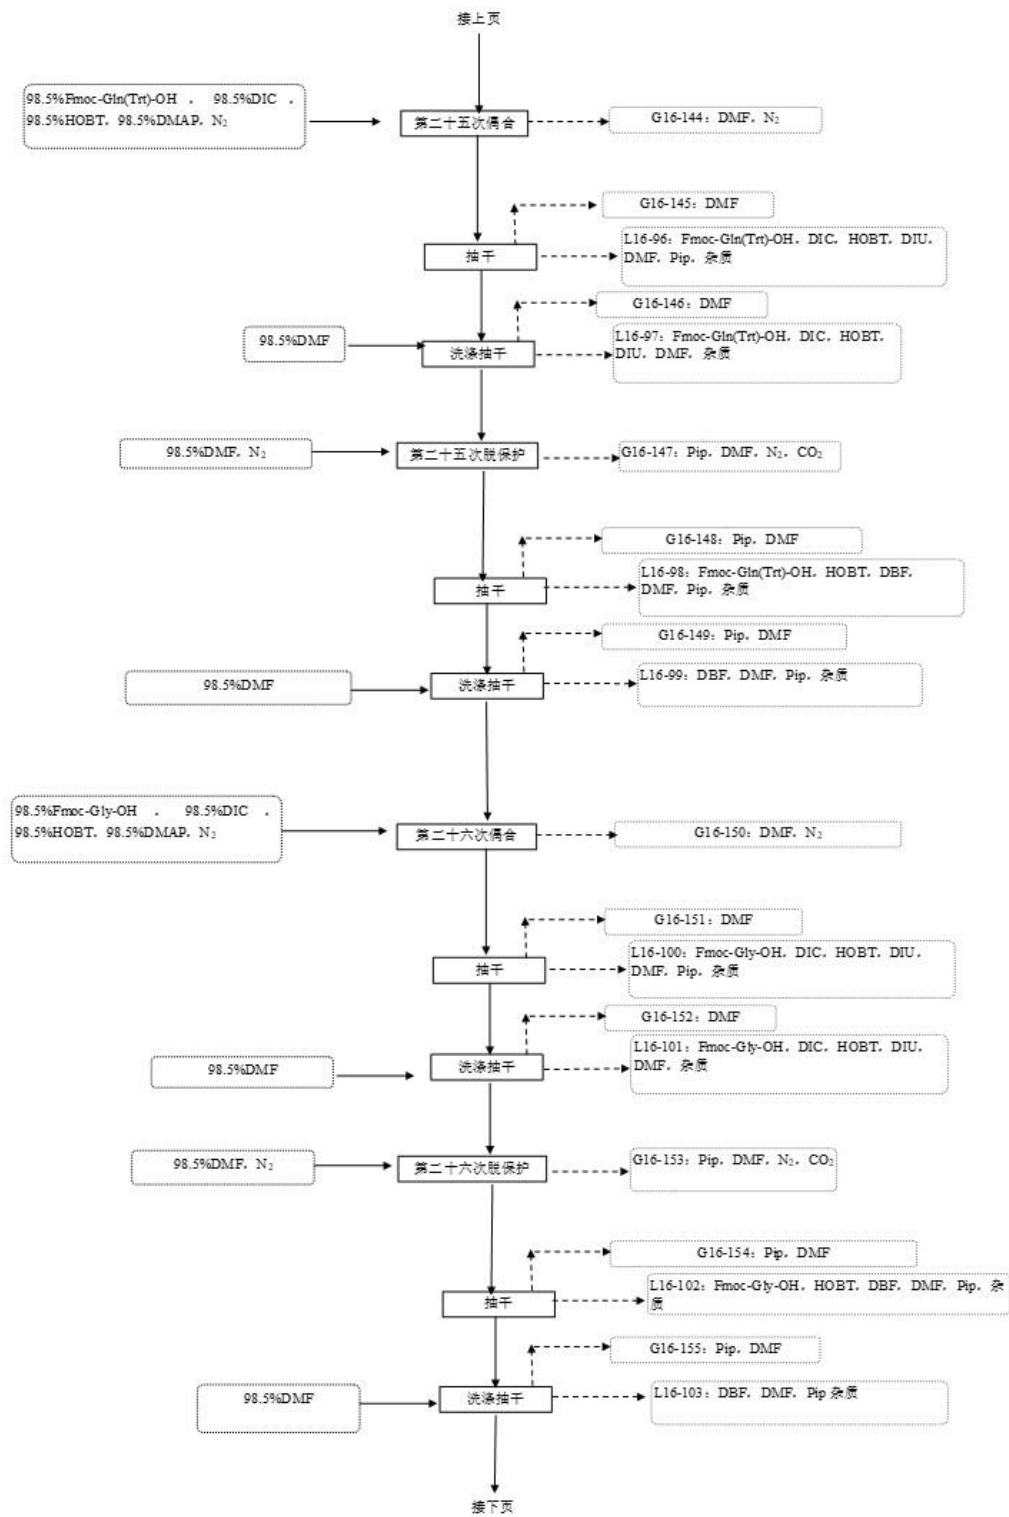 接上页
98.5%Fmoc-Gln(Trt)-OH ， 98.5%DIC ，
98.5%HOBT，98.5%DMAP，N₂
第二十五次偶合
G16-144：DMF，N₂
G16-145：DMF
抽干
L16-96：Fmoc-Gln(Trt)-OH，DIC，HOBT，DIU，
DMF，Pip，杂质
G16-146：DMF
98.5%DMF
洗涤抽干
L16-97：Fmoc-Gln(Trt)-OH，DIC，HOBT，
DIU，DMF，杂质
98.5%DMF，N₂
第二十五次脱保护
G16-147：Pip，DMF，N₂，CO₂
G16-148：Pip，DMF
抽干
L16-98：Fmoc-Gln(Trt)-OH，HOBT，DBF，
DMF，Pip，杂质
G16-149：Pip，DMF
98.5%DMF
洗涤抽干
L16-99：DBF，DMF，Pip，杂质
98.5%Fmoc-Gly-OH ， 98.5%DIC ，
98.5%HOBT，98.5%DMAP，N₂
第二十六次偶合
G16-150：DMF，N₂
G16-151：DMF
抽干
L16-100：Fmoc-Gly-OH，DIC，HOBT，DIU，
DMF，Pip，杂质
G16-152：DMF
98.5%DMF
洗涤抽干
L16-101：Fmoc-Gly-OH，DIC，HOBT，DIU，
DMF，杂质
98.5%DMF，N₂
第二十六次脱保护
G16-153：Pip，DMF，N₂，CO₂
G16-154：Pip，DMF
抽干
L16-102：Fmoc-Gly-OH，HOBT，DBF，DMF，Pip，杂
质
G16-155：Pip，DMF
98.5%DMF
洗涤抽干
L16-103：DBF，DMF，Pip 杂质
接下页